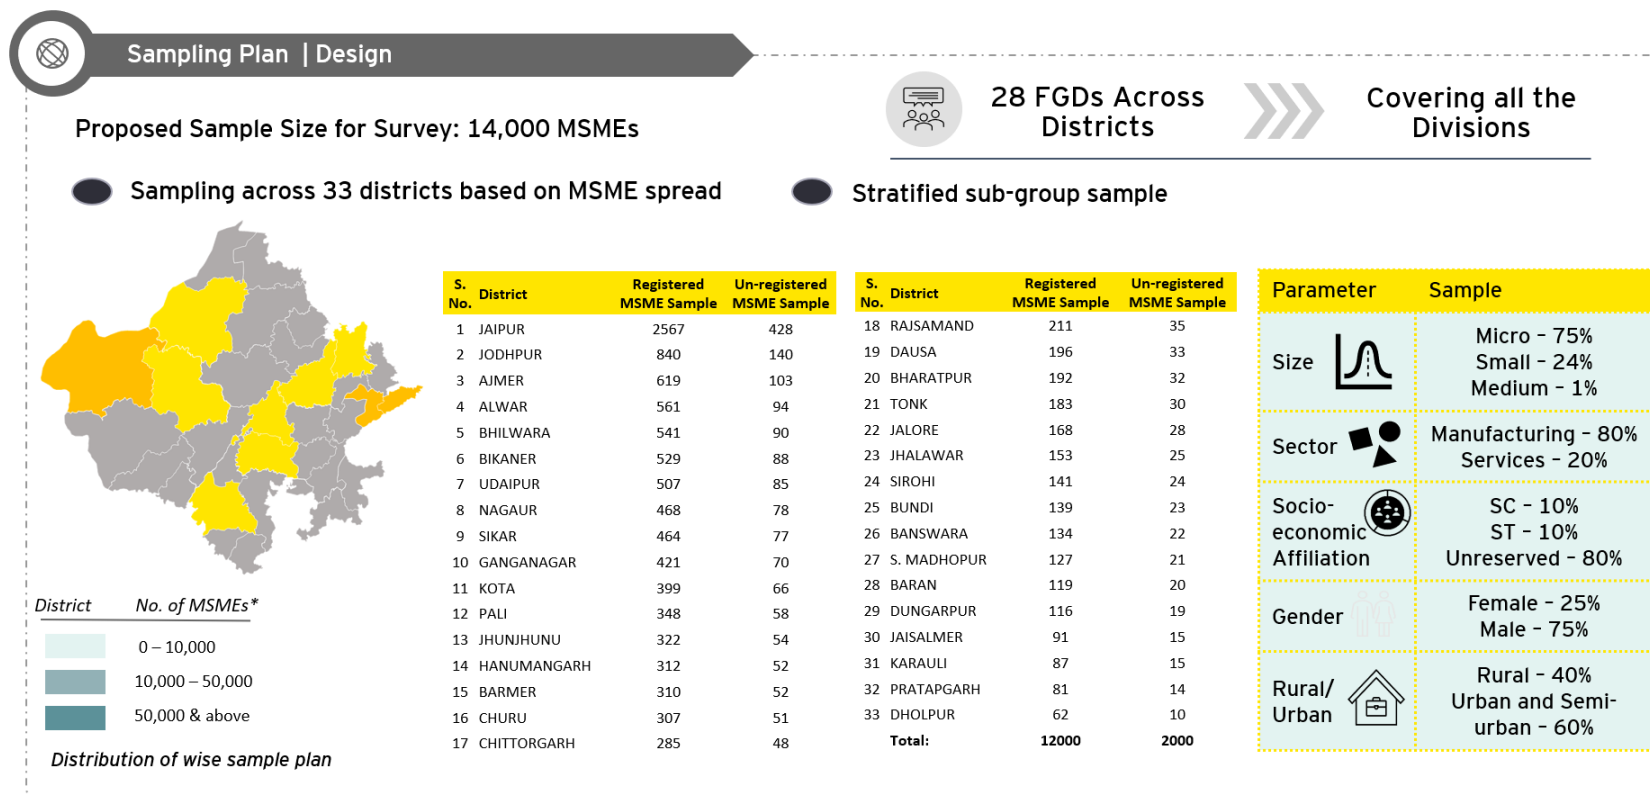 Sampling Plan | Design
28 FGDs Across
Districts
Covering all the
Divisions
Proposed Sample Size for Survey: 14,000 MSMEs
Sampling across 33 districts based on MSME spread
Stratified sub-group sample
District No. of MSMEs*
0 – 10,000
10,000 – 50,000
50,000 & above
Distribution of wise sample plan
S. No. District Registered MSME Sample Un-registered MSME Sample
1 JAIPUR 2567 428
2 JODHPUR 840 140
3 AJMER 619 103
4 ALWAR 561 94
5 BHILWARA 541 90
6 BIKANER 529 88
7 UDAIPUR 507 85
8 NAGAUR 468 78
9 SIKAR 464 77
10 GANGANAGAR 421 70
11 KOTA 399 66
12 PALI 348 58
13 JHUNJHUNU 322 54
14 HANUMANGARH 312 52
15 BARMER 310 52
16 CHURU 307 51
17 CHITTORGARH 285 48
S. No. District Registered MSME Sample Un-registered MSME Sample
18 RAJSAMAND 211 35
19 DAUSA 196 33
20 BHARATPUR 192 32
21 TONK 183 30
22 JALORE 168 28
23 JHALAWAR 153 25
24 SIROHI 141 24
25 BUNDI 139 23
26 BANSWARA 134 22
27 S. MADHOPUR 127 21
28 BARAN 119 20
29 DUNGARPUR 116 19
30 JAISALMER 91 15
31 KARAULI 87 15
32 PRATAPGARH 81 14
33 DHOLPUR 62 10
Total: 12000 2000
Parameter Sample
Size
Micro – 75%
Small – 24%
Medium – 1%
Sector
Manufacturing – 80%
Services – 20%
Socio-
economic
Affiliation
SC – 10%
ST – 10%
Unreserved – 80%
Gender
Female – 25%
Male – 75%
Rural/
Urban
Rural – 40%
Urban and Semi-
urban – 60%